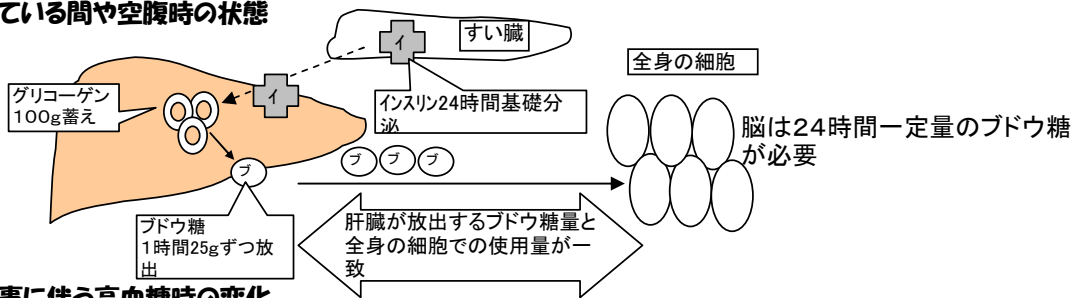 ている間や空腹時の状態
すい臓
イ
全身の細胞
イ
グリコーゲン
100g蓄え
インスリン24時間基礎分
泌
脳は24時間一定量のブドウ糖
が必要
ブ ブ ブ
ブ
ブドウ糖
1時間25gずつ放
出
肝臓が放出するブドウ糖量と
全身の細胞での使用量が一
致
事に伴う高血糖時の変化